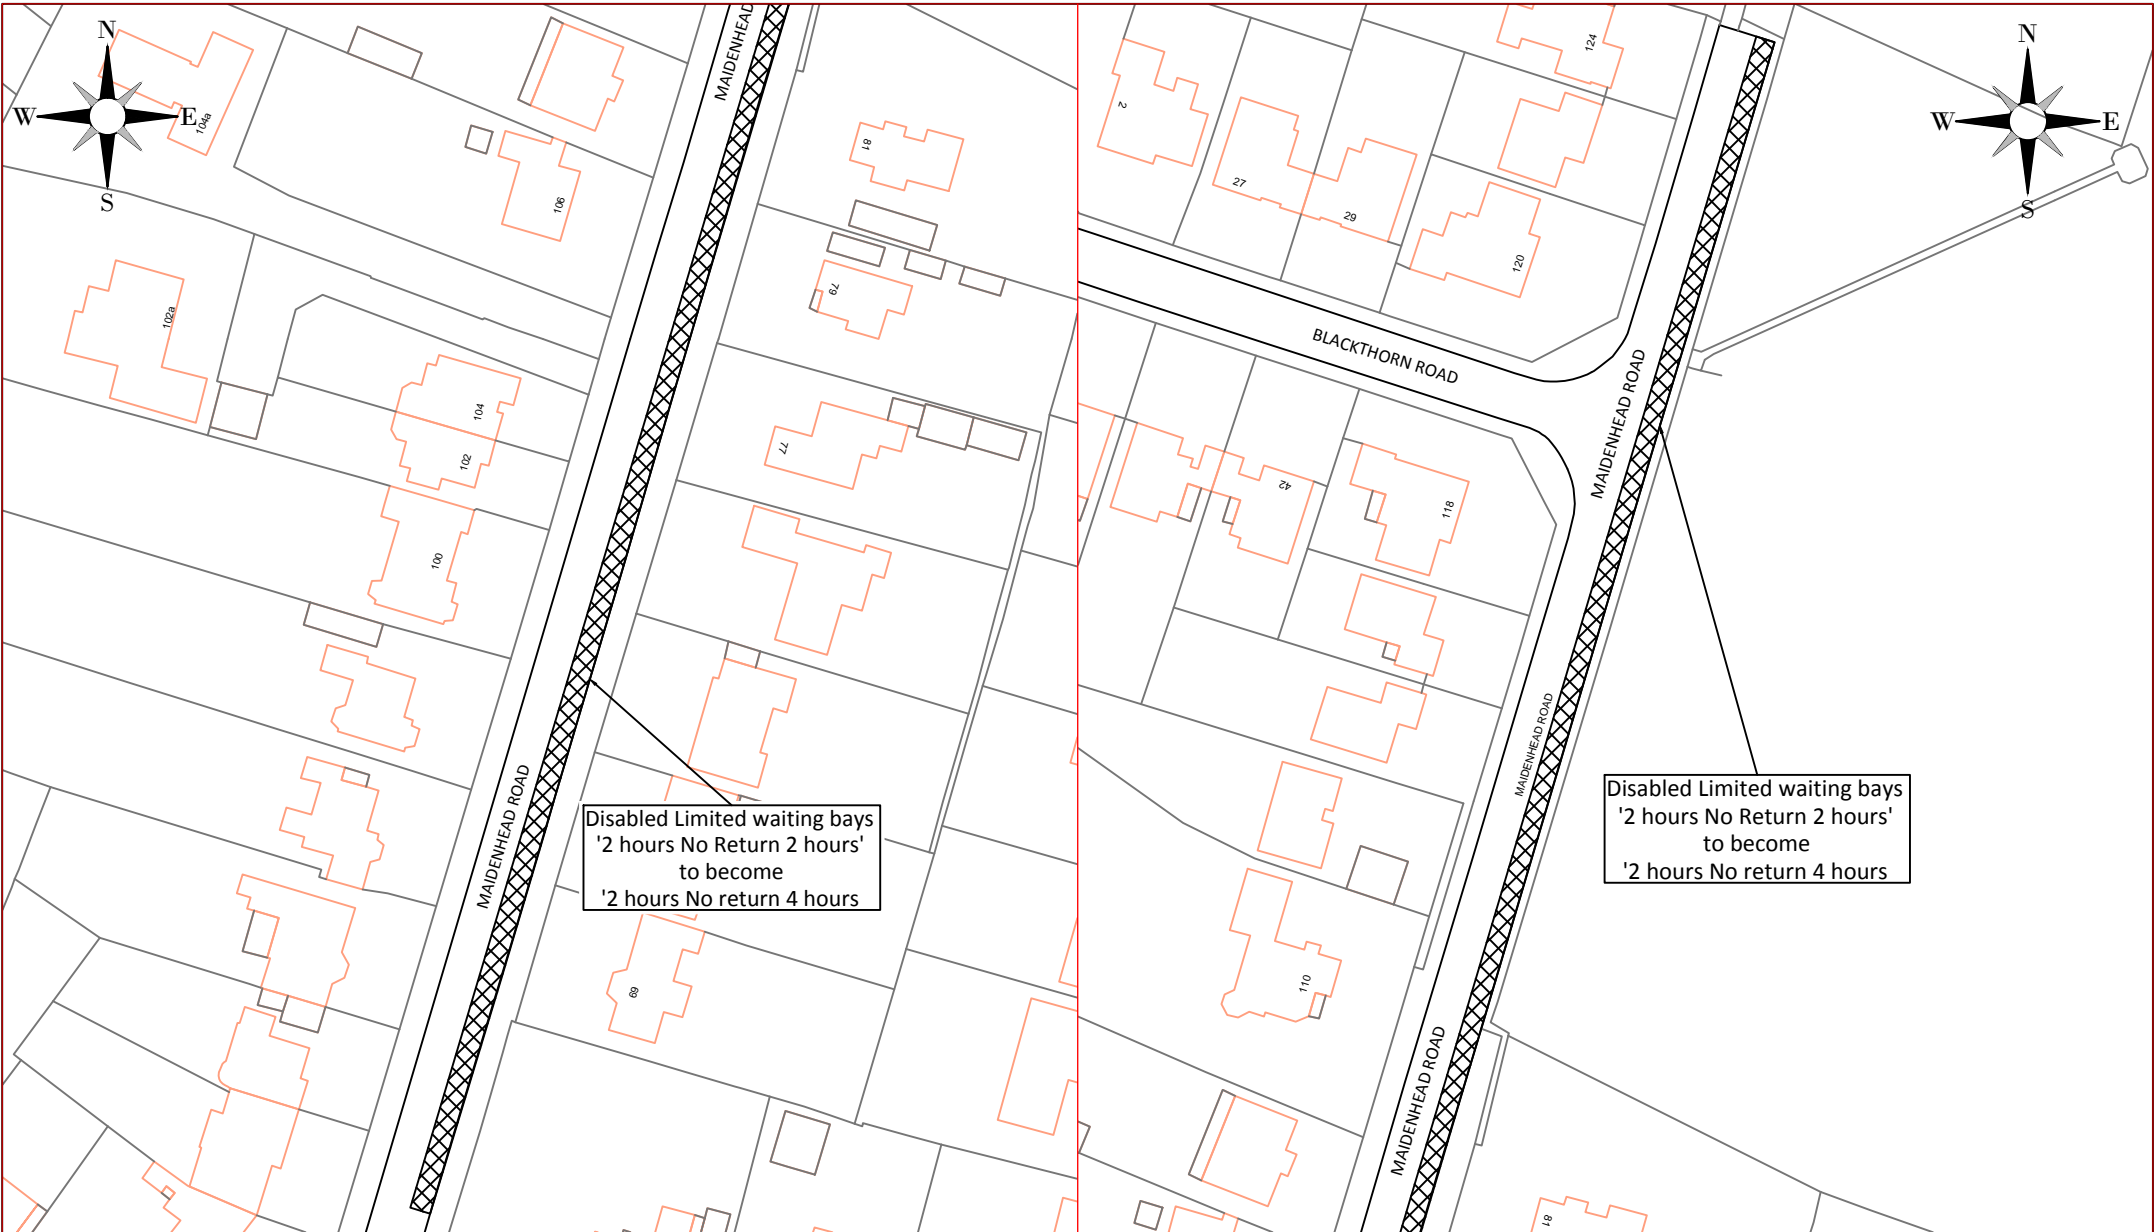 N
W
E
S
104a
106
102a
104
102
100
MAIDENHEAD
81
79
77
MAIDENHEAD ROAD
Disabled Limited waiting bays
'2 hours No Return 2 hours'
to become
'2 hours No return 4 hours
69
N
W
E
S
124
2
27
29
120
BLACKTHORN ROAD
MAIDENHEAD ROAD
42
118
MAIDENHEAD ROAD
Disabled Limited waiting bays
'2 hours No Return 2 hours'
to become
'2 hours No return 4 hours
110
MAIDENHEAD ROAD
81